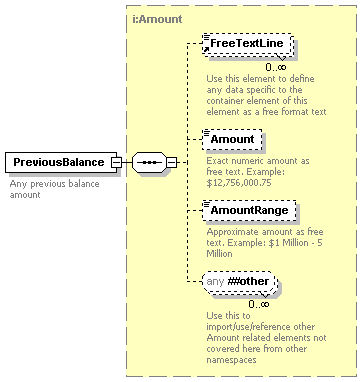 i:Amount
FreeTextLine
0..∞
Use this element to define
any data specific to the
container element of this
element as a free format text
PreviousBalance
Any previous balance
amount
Amount
Exact numeric amount as
free text. Example:
$12,756,000.75
AmountRange
Approximate amount as free
text. Example: $1 Million - 5
Million
any ##other
0..∞
Use this to
import/use/reference other
Amount related elements not
covered here from other
namespaces